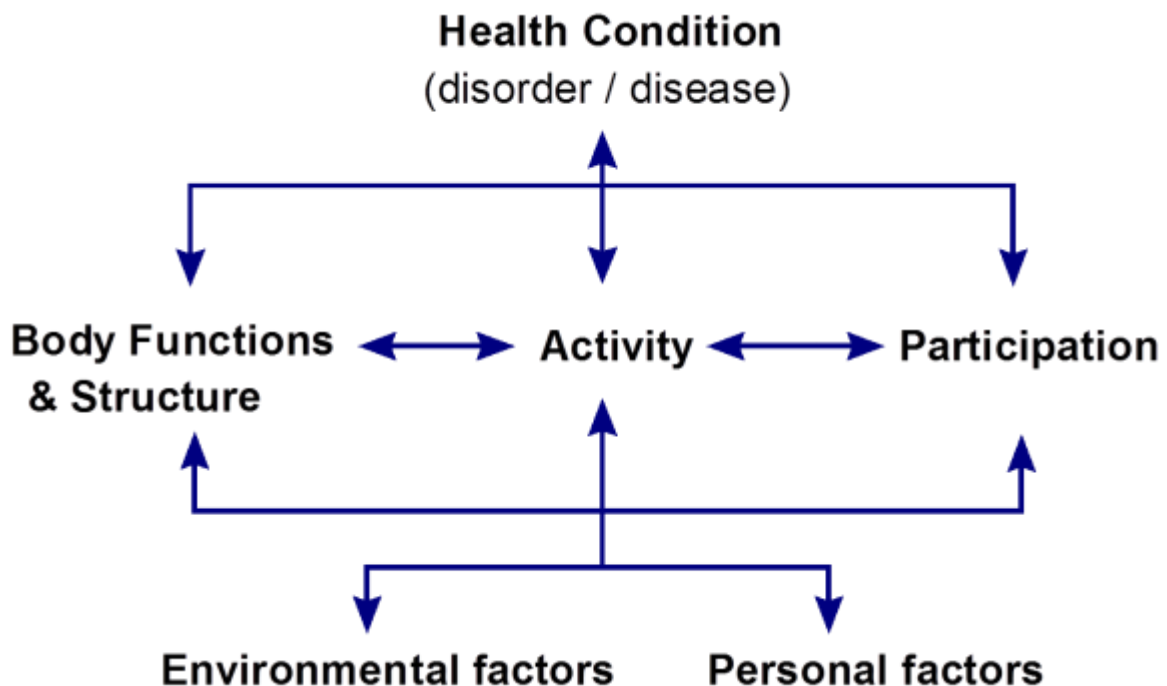 Health Condition
(disorder / disease)
Body Functions
& Structure
Activity
Participation
Environmental factors
Personal factors